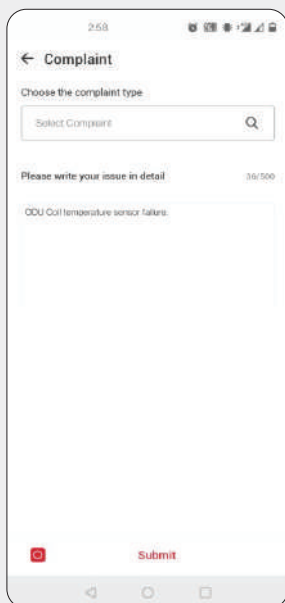 2:58
← Complaint
Choose the complaint type
Select Complaint
Please write your issue in detail
36/500
ODU Coil temperature sensor failure.
Submit